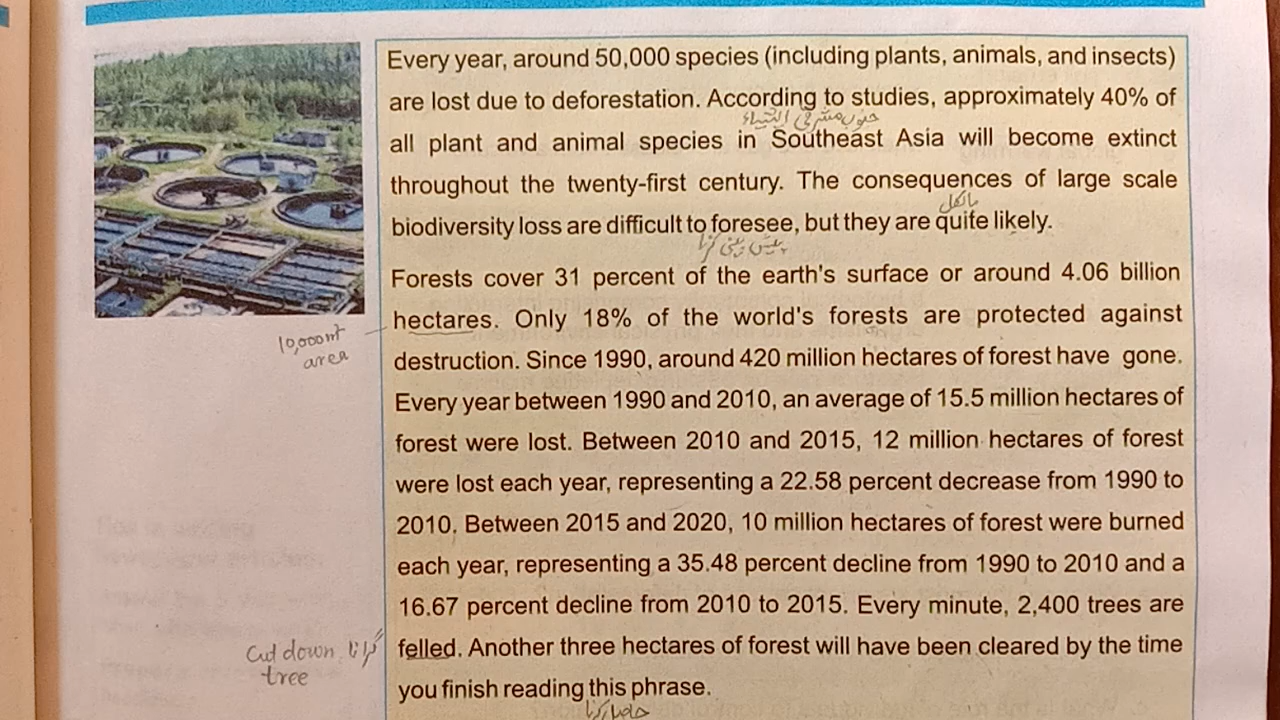 Every year, around 50,000 species (including plants, animals, and insects)
are lost due to deforestation. According to studies, approximately 40% of
جنوب مشرقی ایشیاء
all plant and animal species in Southeast Asia will become extinct
throughout the twenty-first century. The consequences of large scale
بالکل
biodiversity loss are difficult to foresee, but they are quite likely.
پیش بینی کرنا
Forests cover 31 percent of the earth's surface or around 4.06 billion
hectares. Only 18% of the world's forests are protected against
10,000m²
area
destruction. Since 1990, around 420 million hectares of forest have gone.
Every year between 1990 and 2010, an average of 15.5 million hectares of
forest were lost. Between 2010 and 2015, 12 million hectares of forest
were lost each year, representing a 22.58 percent decrease from 1990 to
2010. Between 2015 and 2020, 10 million hectares of forest were burned
each year, representing a 35.48 percent decline from 1990 to 2010 and a
16.67 percent decline from 2010 to 2015. Every minute, 2,400 trees are
felled. Another three hectares of forest will have been cleared by the time
Cut down گرانا
tree
you finish reading this phrase.